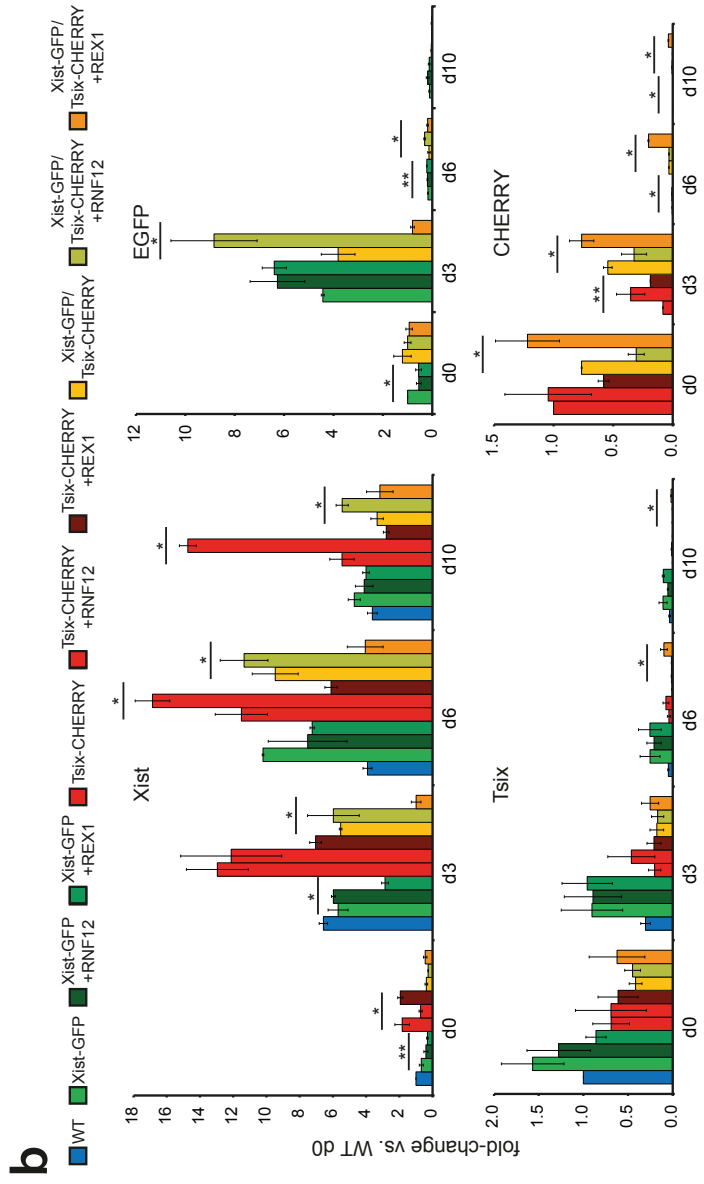 b
WT
Xist-GFP
Xist-GFP
+RNF12
Xist-GFP
+REX1
Tsix-CHERRY
Tsix-CHERRY
+RNF12
Tsix-CHERRY
+REX1
Xist-GFP/
Tsix-CHERRY
Xist-GFP/
Tsix-CHERRY
+RNF12
Xist-GFP/
Tsix-CHERRY
+REX1
fold-change vs. WT d0
Xist
18
16
14
12
10
8
6
4
2
0
** * * * * * * *
d0 d3 d6 d10
EGFP
12
10
8
6
4
2
0
* * ** *
d0 d3 d6 d10
Tsix
2.0
1.5
1.0
0.5
0.0
* *
d0 d3 d6 d10
CHERRY
1.5
1.0
0.5
0.0
* ** * * * * *
d0 d3 d6 d10